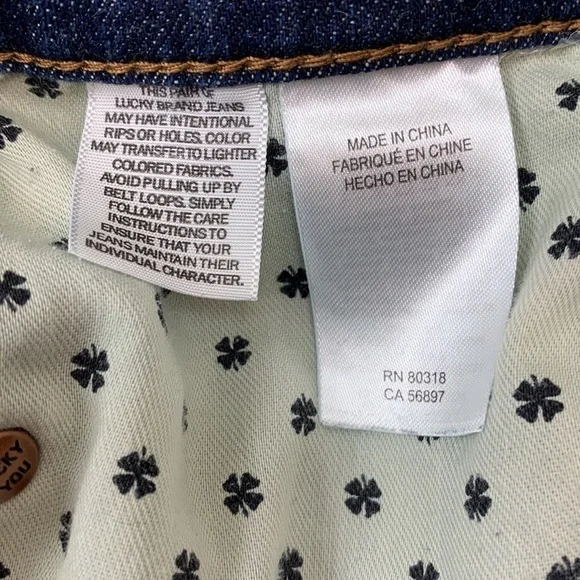 THIS PAIR OF
LUCKY BRAND JEANS
MAY HAVE INTENTIONAL
RIPS OR HOLES. COLOR
MAY TRANSFER TO LIGHTER
COLORED FABRICS.
AVOID PULLING UP BY
BELT LOOPS. SIMPLY
FOLLOW THE CARE
INSTRUCTIONS TO
ENSURE THAT YOUR
JEANS MAINTAIN THEIR
INDIVIDUAL CHARACTER.
MADE IN CHINA
FABRIQUÉ EN CHINE
HECHO EN CHINA
RN 80318
CA 56897
CKY
YOU